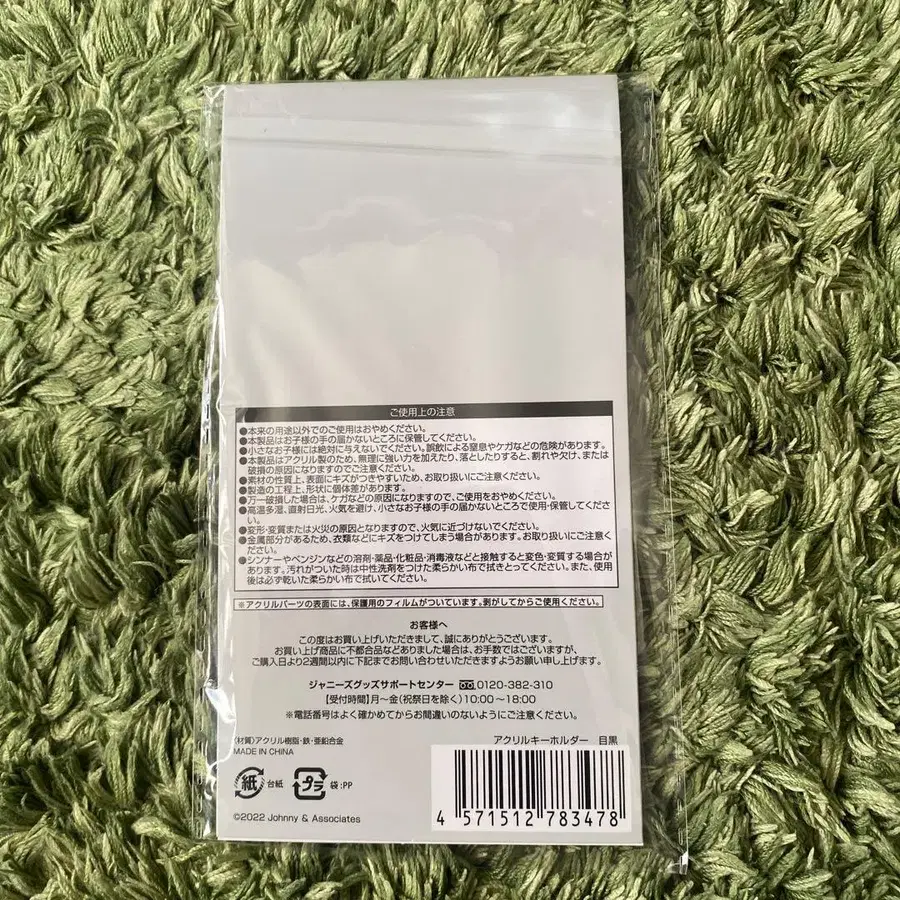 ご使用上の注意
●本来の用途以外でのご使用はおやめください。
●本製品はお子様の手の届かないところに保管してください。
●小さなお子様には絶対に与えないでください。誤飲による窒息やケガなどの危険があります。
●本製品はアクリル製のため、無理に強い力を加えたり、落としたりすると、割れや欠け、または
破損の原因になりますのでご注意ください。
●素材の性質上、表面にキズがつきやすいため、お取り扱いにご注意ください。
●製造の工程上、形状に個体差があります。
●万一破損した場合は、ケガなどの原因になりますので、ご使用をおやめください。
●高温多湿、直射日光、火気を避け、小さなお子様の手の届かないところで使用・保管してくださ
い。
●変形・変質または火災の原因となりますので、火気に近づけないでください。
●金属部分があるため、衣類などにキズをつけてしまう場合があります。お取り扱いにご注意くだ
さい。
●シンナーやベンジンなどの溶剤・薬品・化粧品・消毒液などと接触すると変色・変質する場合が
あります。汚れがついた時は中性洗剤をつけた柔らかい布で拭きとってください。また、使用
後は必ず乾いた柔らかい布で拭いてください。
※アクリルパーツの表面には、保護用のフィルムがついています。剥がしてからご使用ください。
お客様へ
この度はお買い上げいただきまして、誠にありがとうございます。
お買い上げ商品に不都合品などありました場合は、お手数ではございますが、
ご購入日より2週間以内に下記までお問い合わせいただきますようお願い申し上げます。
ジャニーズグッズサポートセンター 0120-382-310
【受付時間】月〜金(祝祭日を除く)10:00〜18:00
※電話番号はよく確かめてからお間違いのないようにご注意ください。
〈材質〉アクリル樹脂・鉄・亜鉛合金
MADE IN CHINA
アクリルキーホルダー 目黒
紙 台紙 プラ 袋:PP
4 571512 783478
©2022 Johnny & Associates